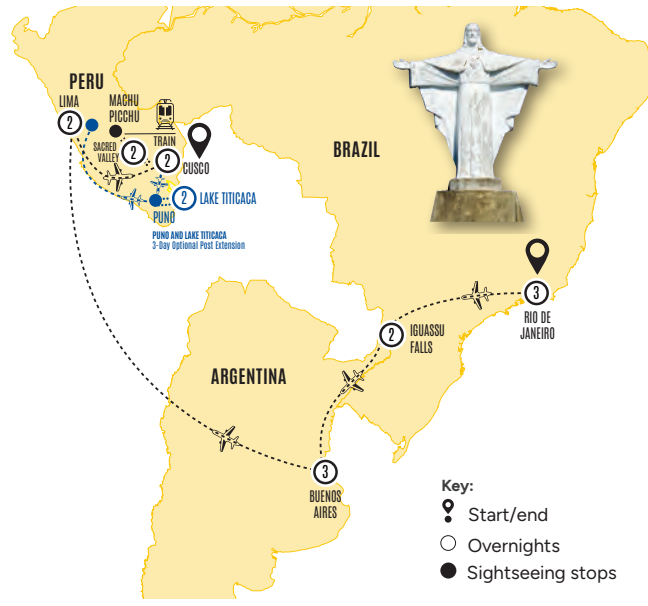 PERU
LIMA
2
MACHU
PICCHU
TRAIN
SACRED
VALLEY
2
2
CUSCO
2
LAKE TITICACA
PUNO
PUNO AND LAKE TITICACA
3-Day Optional Post Extension
BRAZIL
3
RIO DE
JANEIRO
2
IGUASSU
FALLS
ARGENTINA
3
BUENOS
AIRES
Key:
Start/end
Overnights
Sightseeing stops